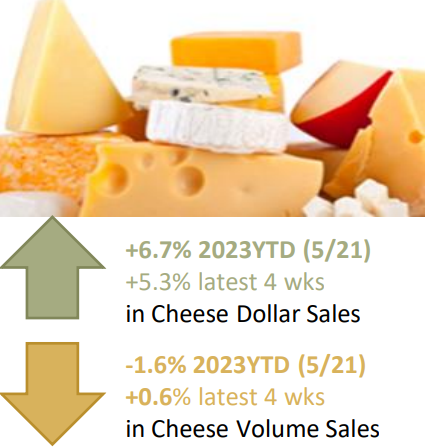 +6.7% 2023YTD (5/21)
+5.3% latest 4 wks
in Cheese Dollar Sales
-1.6% 2023YTD (5/21)
+0.6% latest 4 wks
in Cheese Volume Sales